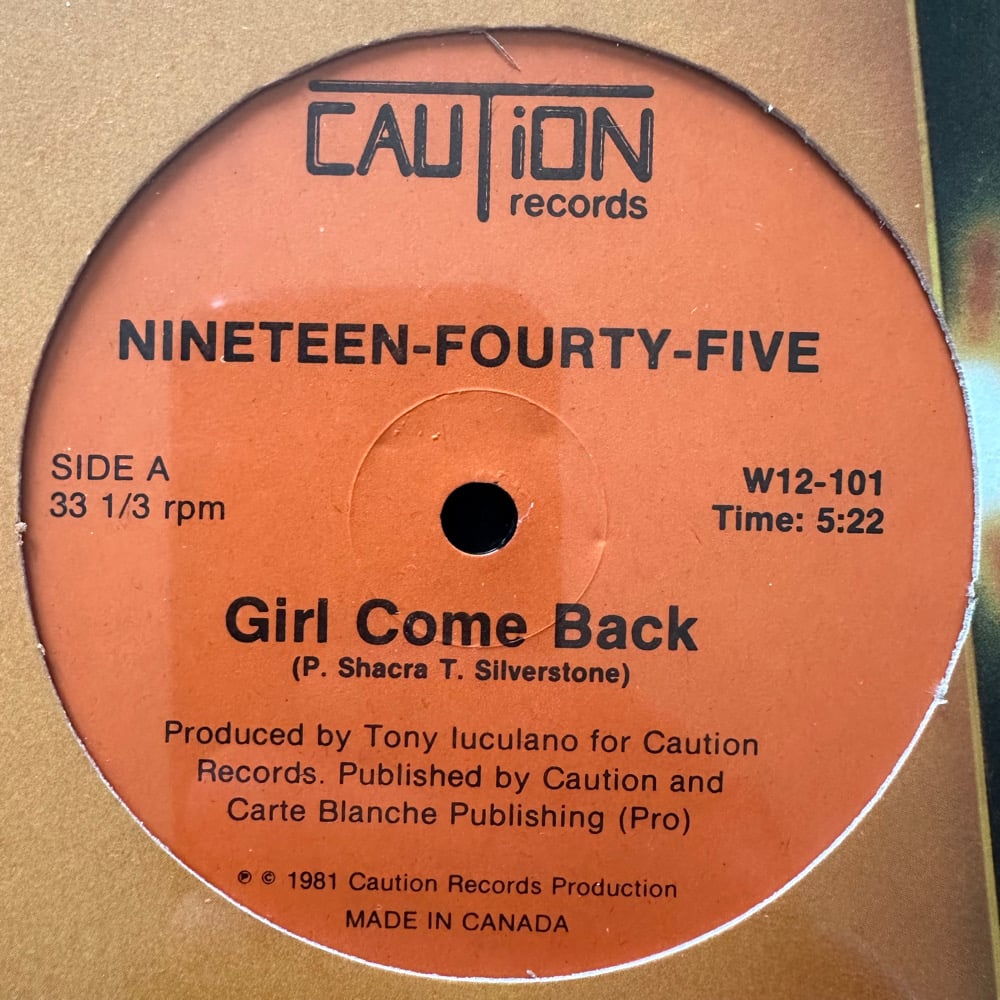 CAUTiON
records
NINETEEN-FOURTY-FIVE
SIDE A
33 1/3 rpm
W12-101
Time: 5:22
Girl Come Back
(P. Shacra T. Silverstone)
Produced by Tony Iuculano for Caution
Records. Published by Caution and
Carte Blanche Publishing (Pro)
℗ © 1981 Caution Records Production
MADE IN CANADA